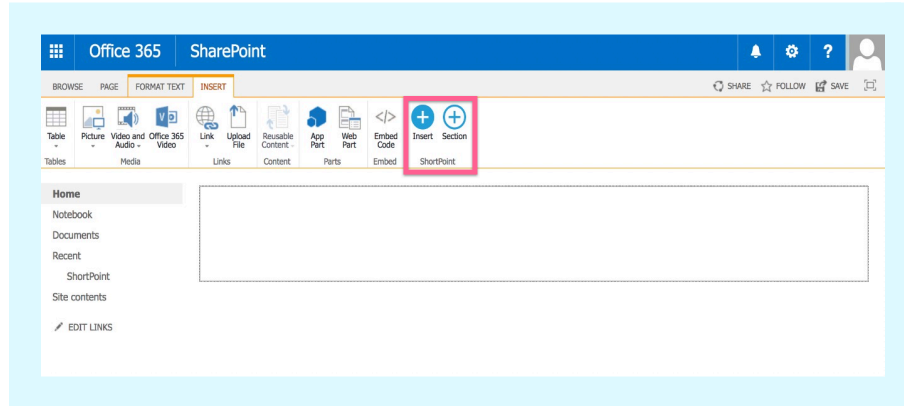 Office 365 SharePoint ?
BROWSE PAGE FORMAT TEXT INSERT SHARE FOLLOW SAVE
Table Picture Video and Audio Office 365 Video Link Upload File Reusable Content App Part Web Part </> Embed Code Insert Section
Tables Media Links Content Parts Embed ShortPoint
Home
Notebook
Documents
Recent
ShortPoint
Site contents
EDIT LINKS